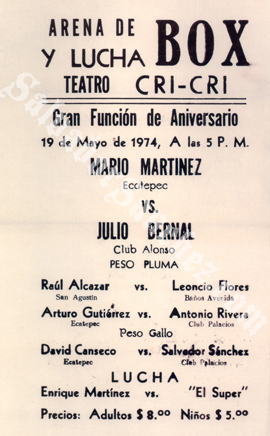 ARENA DE BOX
Y LUCHA
TEATRO CRI-CRI
Gran Función de Aniversario
19 de Mayo de 1974, A las 5 P. M.
MARIO MARTINEZ
Ecatepec
VS.
JULIO BERNAL
Club Alonso
PESO PLUMA
Raúl Alcazar vs. Leoncio Flores
San Agustín Baños Averida
Arturo Gutiérrez vs. Antonio Rivera
Ecatepec Club Palacios
Peso Gallo
David Canseco vs. Salvador Sánchez
Ecatepec Club Palacios
LUCHA
Enrique Martínez vs. "El Super"
Precios: Adultos $ 8.00 Niños $ 5.00